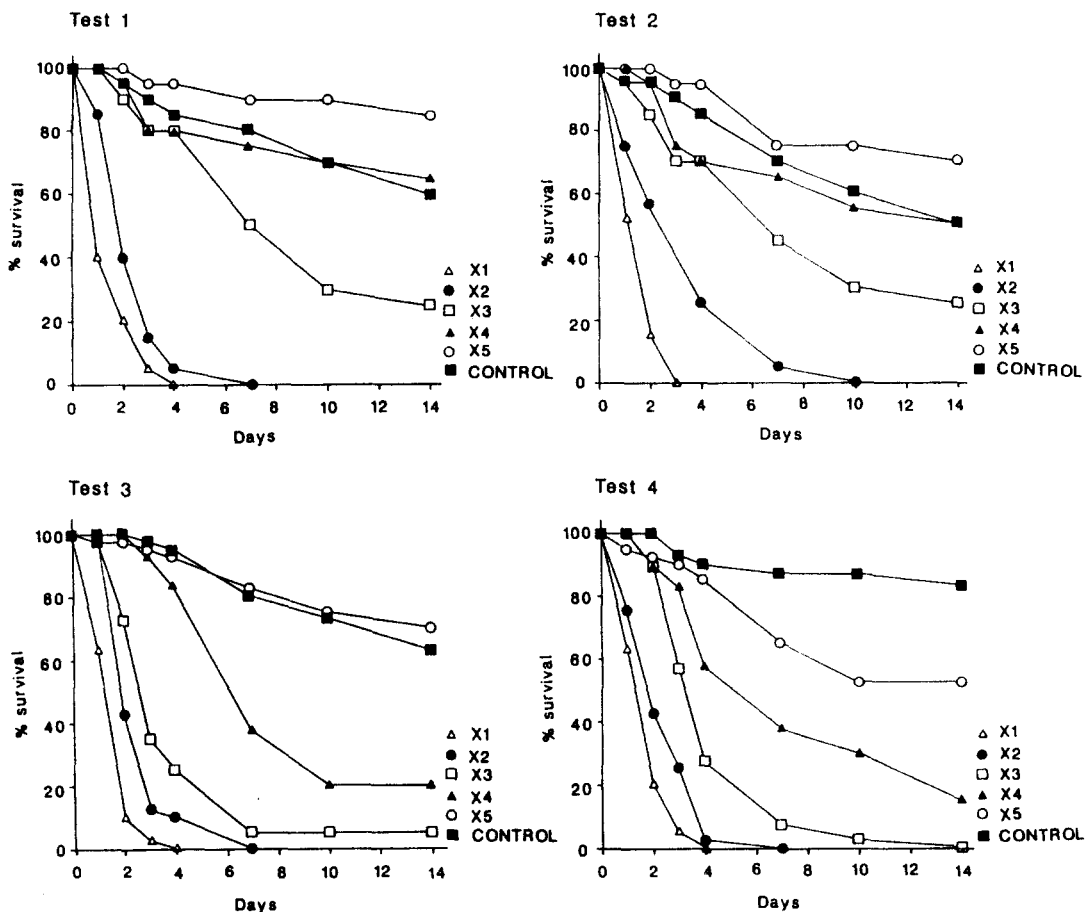 Test 1
100
80
60
40
20
0
% survival
0 2 4 6 8 10 12 14
Days
X1
X2
X3
X4
X5
CONTROL
Test 2
100
80
60
40
20
0
% survival
0 2 4 6 8 10 12 14
Days
X1
X2
X3
X4
X5
CONTROL
Test 3
100
80
60
40
20
0
% survival
0 2 4 6 8 10 12 14
Days
X1
X2
X3
X4
X5
CONTROL
Test 4
100
80
60
40
20
0
% survival
0 2 4 6 8 10 12 14
Days
X1
X2
X3
X4
X5
CONTROL